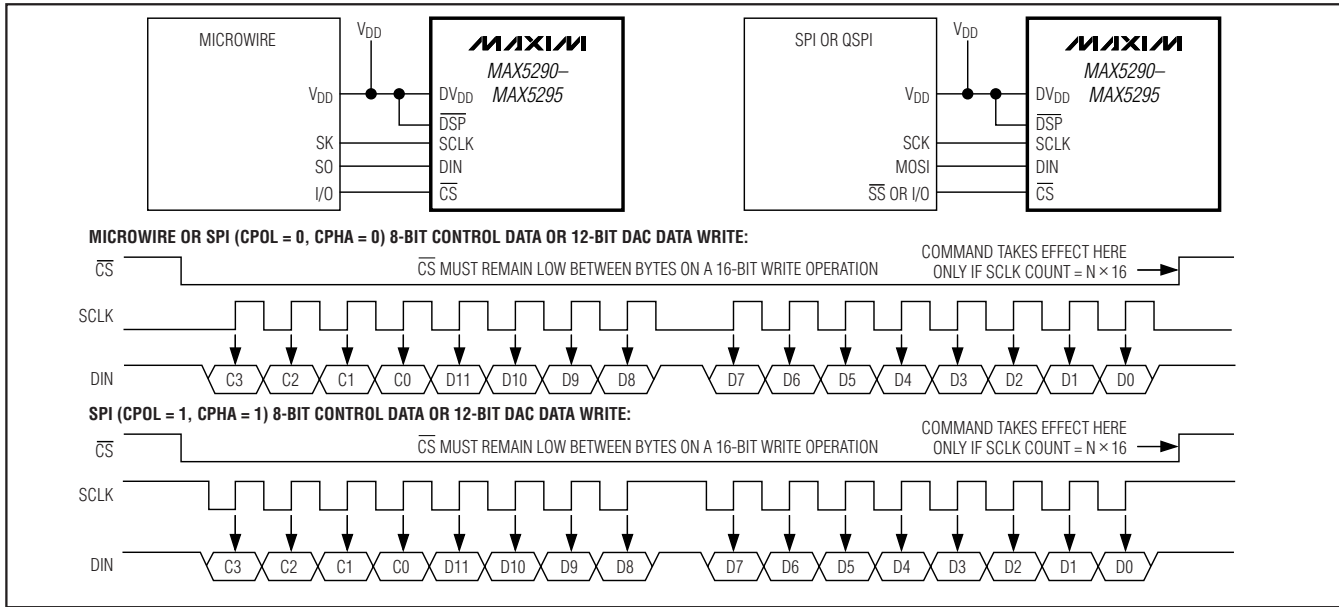 MICROWIRE
VDD
MAXIM
MAX5290–
MAX5295
VDD
DVDD
DSP
SK
SCLK
SO
DIN
I/O
CS
SPI OR QSPI
VDD
MAXIM
MAX5290–
MAX5295
VDD
DVDD
DSP
SCK
SCLK
MOSI
DIN
SS OR I/O
CS
MICROWIRE OR SPI (CPOL = 0, CPHA = 0) 8-BIT CONTROL DATA OR 12-BIT DAC DATA WRITE:
COMMAND TAKES EFFECT HERE
ONLY IF SCLK COUNT = N × 16
CS
CS MUST REMAIN LOW BETWEEN BYTES ON A 16-BIT WRITE OPERATION
SCLK
DIN C3 C2 C1 C0 D11 D10 D9 D8 D7 D6 D5 D4 D3 D2 D1 D0
SPI (CPOL = 1, CPHA = 1) 8-BIT CONTROL DATA OR 12-BIT DAC DATA WRITE:
COMMAND TAKES EFFECT HERE
ONLY IF SCLK COUNT = N × 16
CS
CS MUST REMAIN LOW BETWEEN BYTES ON A 16-BIT WRITE OPERATION
SCLK
DIN C3 C2 C1 C0 D11 D10 D9 D8 D7 D6 D5 D4 D3 D2 D1 D0